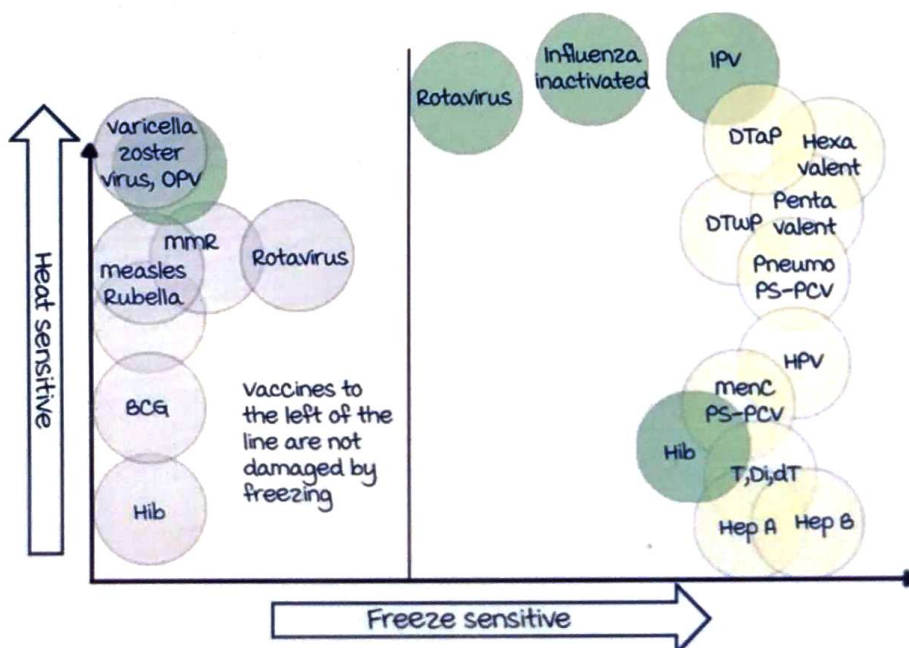 Heat sensitive
varicella
zoster
virus, OPV
MMR
Rotavirus
measles
Rubella
BCG
Hib
vaccines to
the left of the
line are not
damaged by
freezing
Rotavirus
Influenza
inactivated
IPV
DTaP
Hexa
valent
DTwP
Penta
valent
Pneumo
PS-PCV
HPV
menC
PS-PCV
Hib
T,Di,dT
Hep A
Hep B
Freeze sensitive